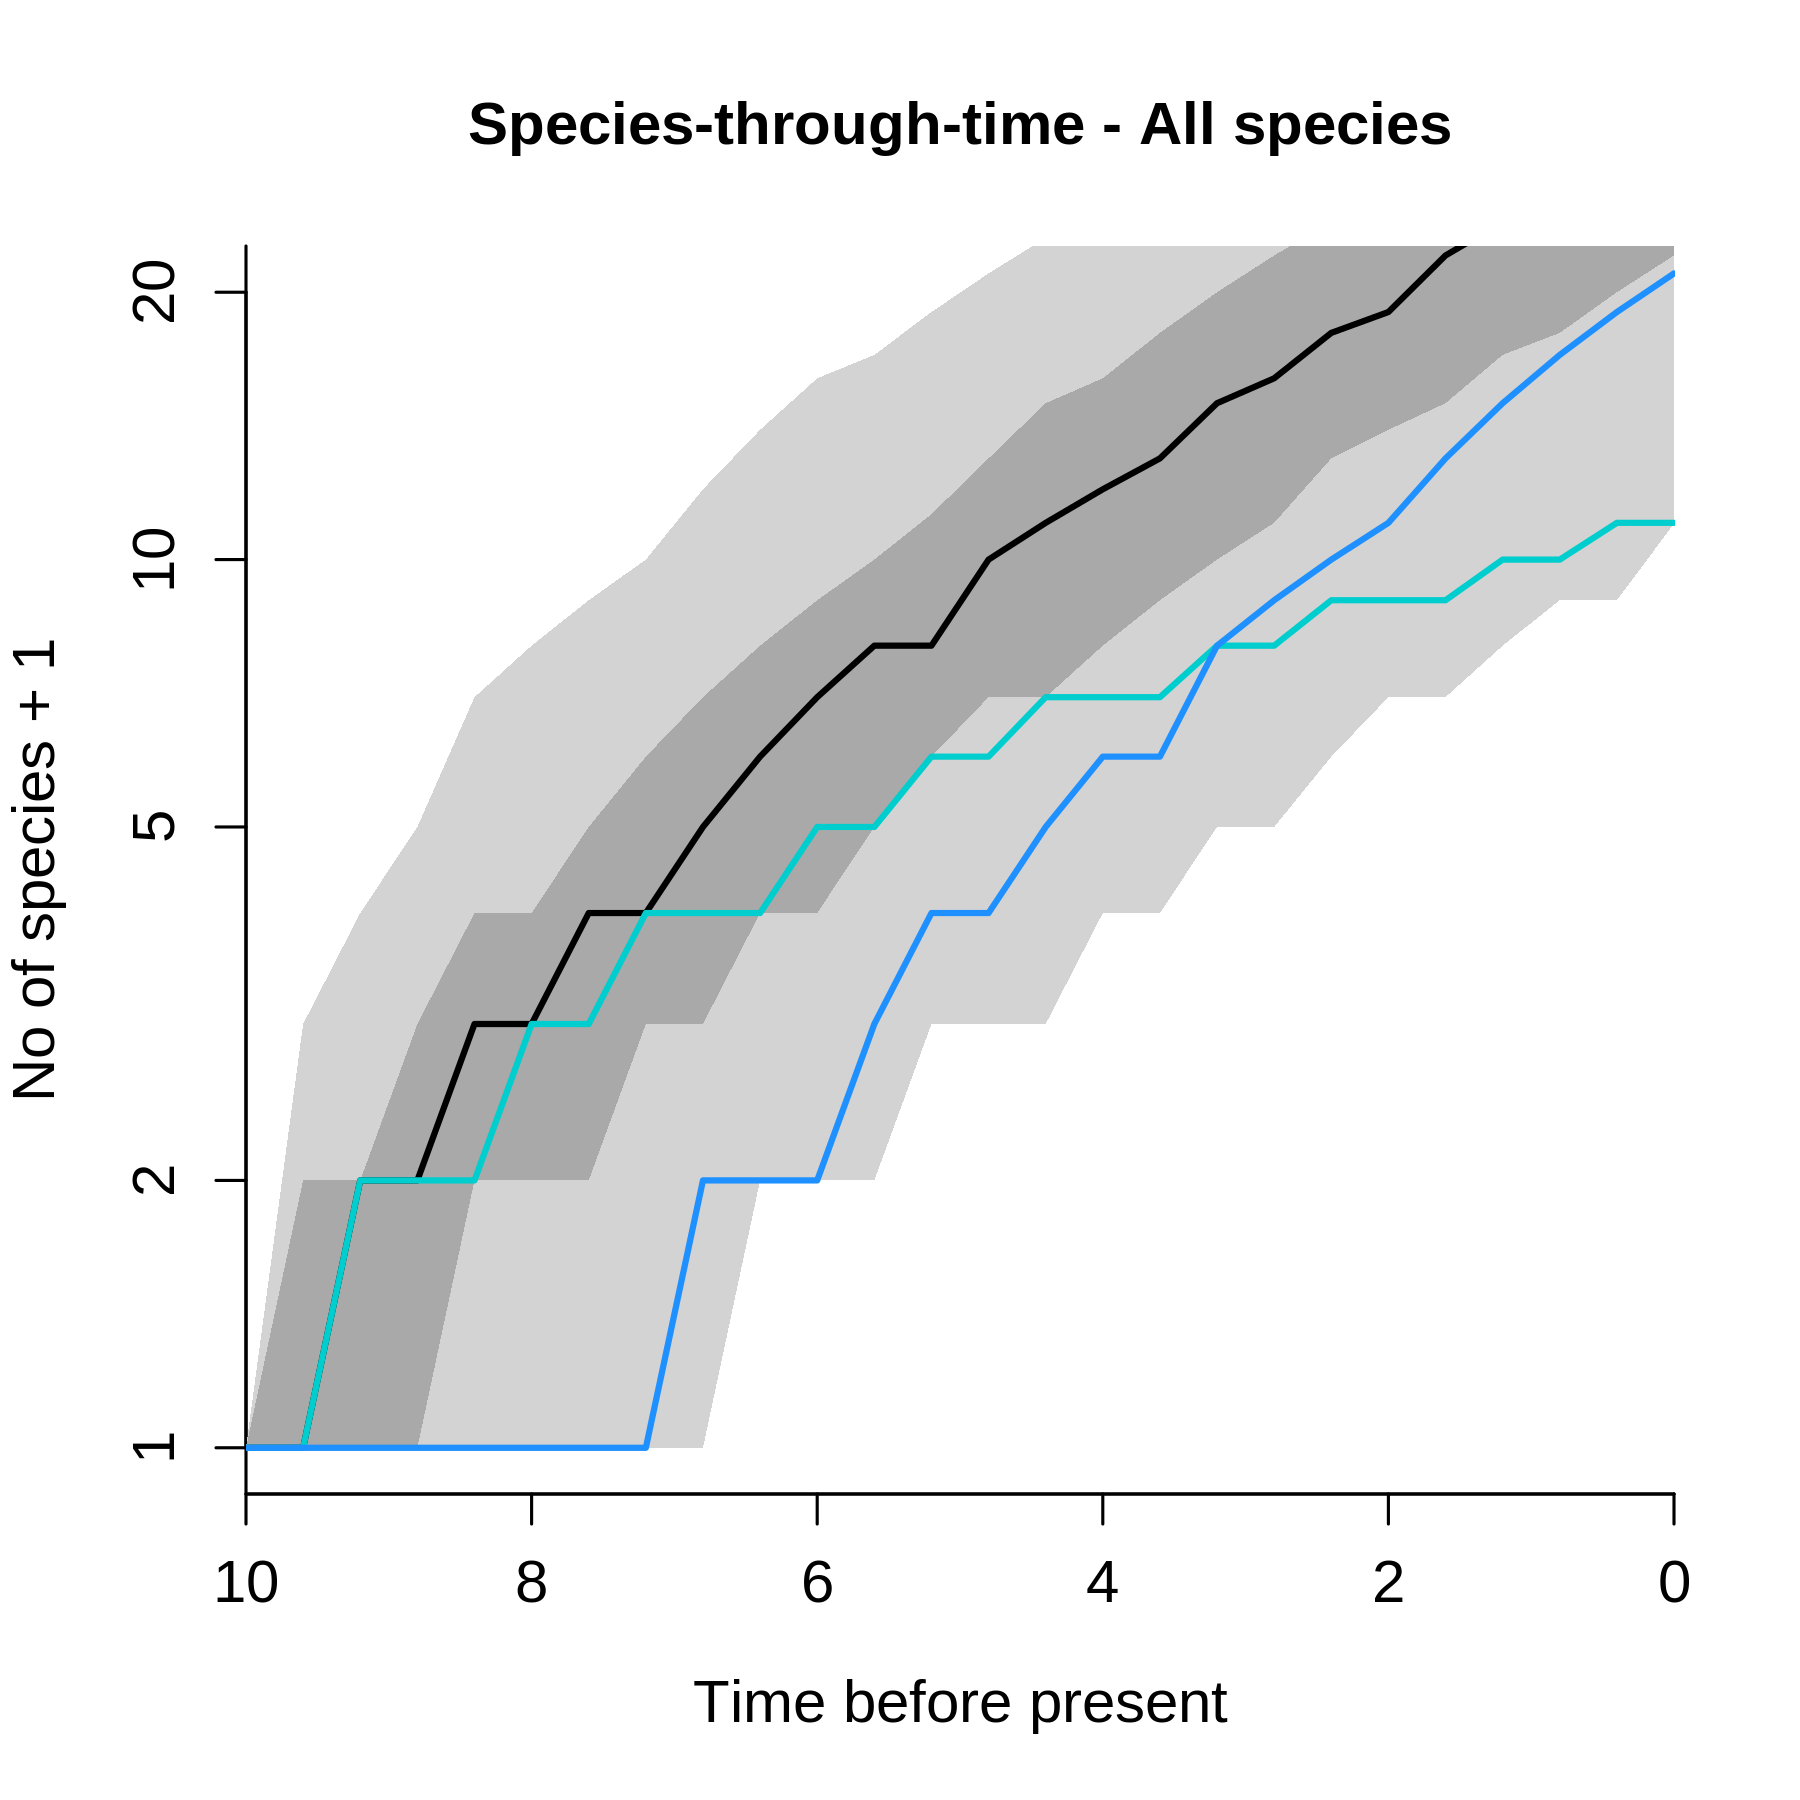 Species-through-time - All species
No of species + 1
20
10
5
2
1
10 8 6 4 2 0
Time before present